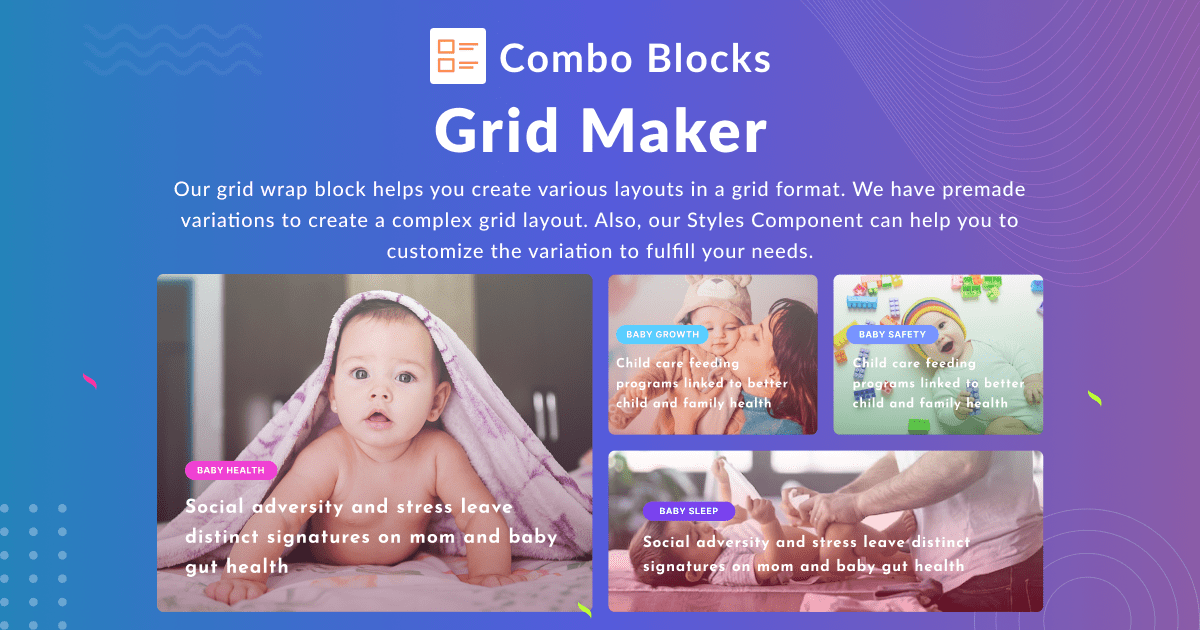 Combo Blocks
Grid Maker
Our grid wrap block helps you create various layouts in a grid format. We have premade
variations to create a complex grid layout. Also, our Styles Component can help you to
customize the variation to fulfill your needs.
BABY HEALTH
Social adversity and stress leave
distinct signatures on mom and baby
gut health
BABY GROWTH
Child care feeding
programs linked to better
child and family health
BABY SAFETY
Child care feeding
programs linked to better
child and family health
BABY SLEEP
Social adversity and stress leave distinct
signatures on mom and baby gut health